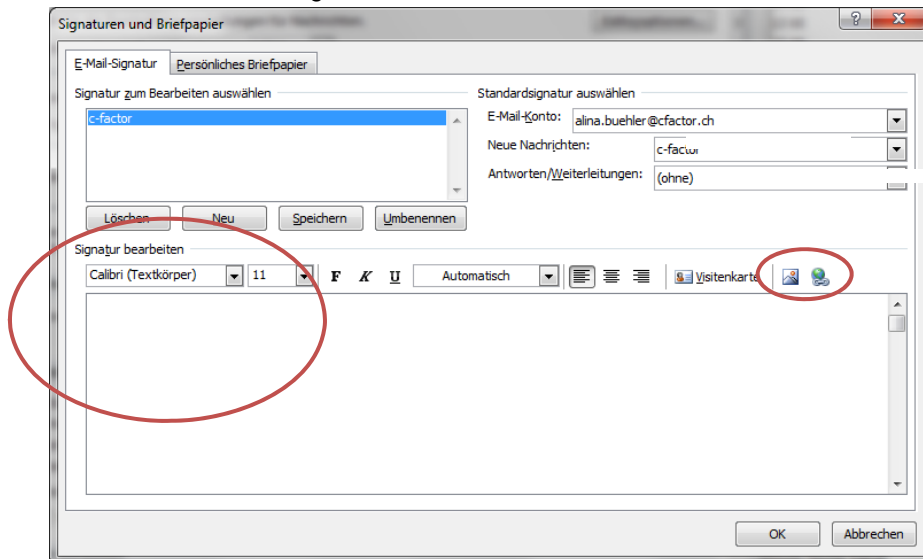 Signaturen und Briefpapier
E-Mail-Signatur Persönliches Briefpapier
Signatur zum Bearbeiten auswählen
c-factor
Löschen Neu Speichern Umbenennen
Standardsignatur auswählen
E-Mail-Konto: alina.buehler@cfactor.ch
Neue Nachrichten: c-factor
Antworten/Weiterleitungen: (ohne)
Signatur bearbeiten
Calibri (Textkörper) 11 F K U Automatisch Visitenkarte
OK Abbrechen